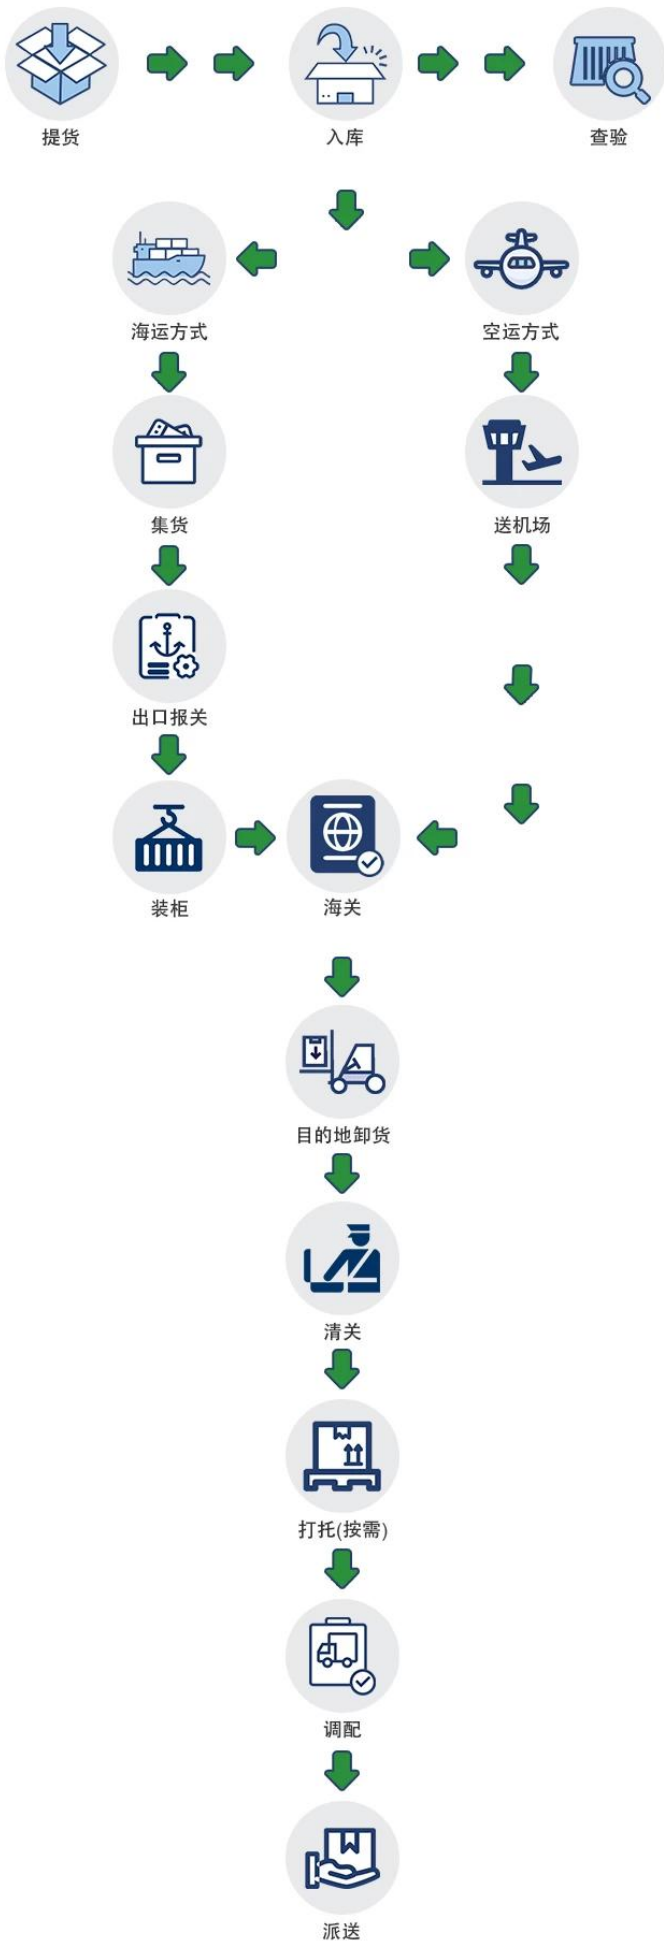 提货
入库
查验
海运方式
空运方式
集货
送机场
出口报关
装柜
海关
目的地卸货
清关
打托(按需)
调配
派送